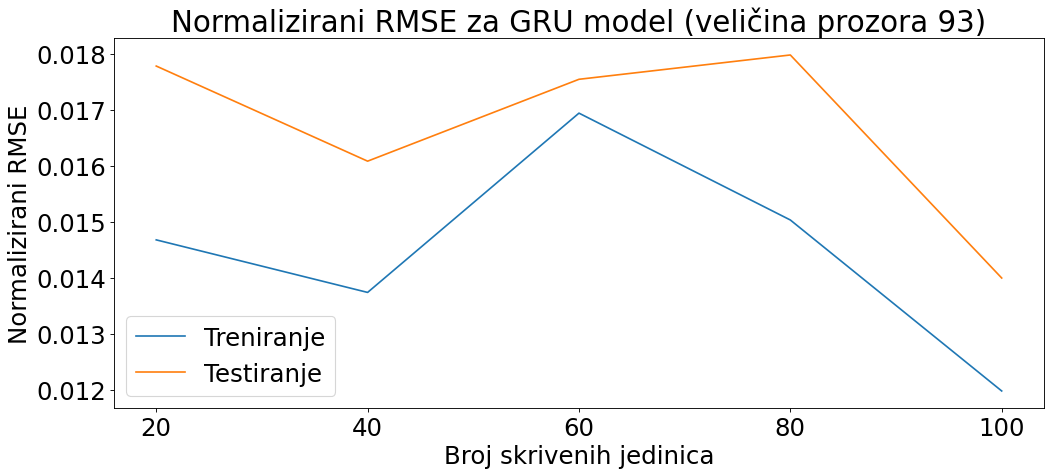 Normalizirani RMSE za GRU model (veličina prozora 93)
Normalizirani RMSE
0.018
0.017
0.016
0.015
0.014
0.013
0.012
Treniranje
Testiranje
20 40 60 80 100
Broj skrivenih jedinica